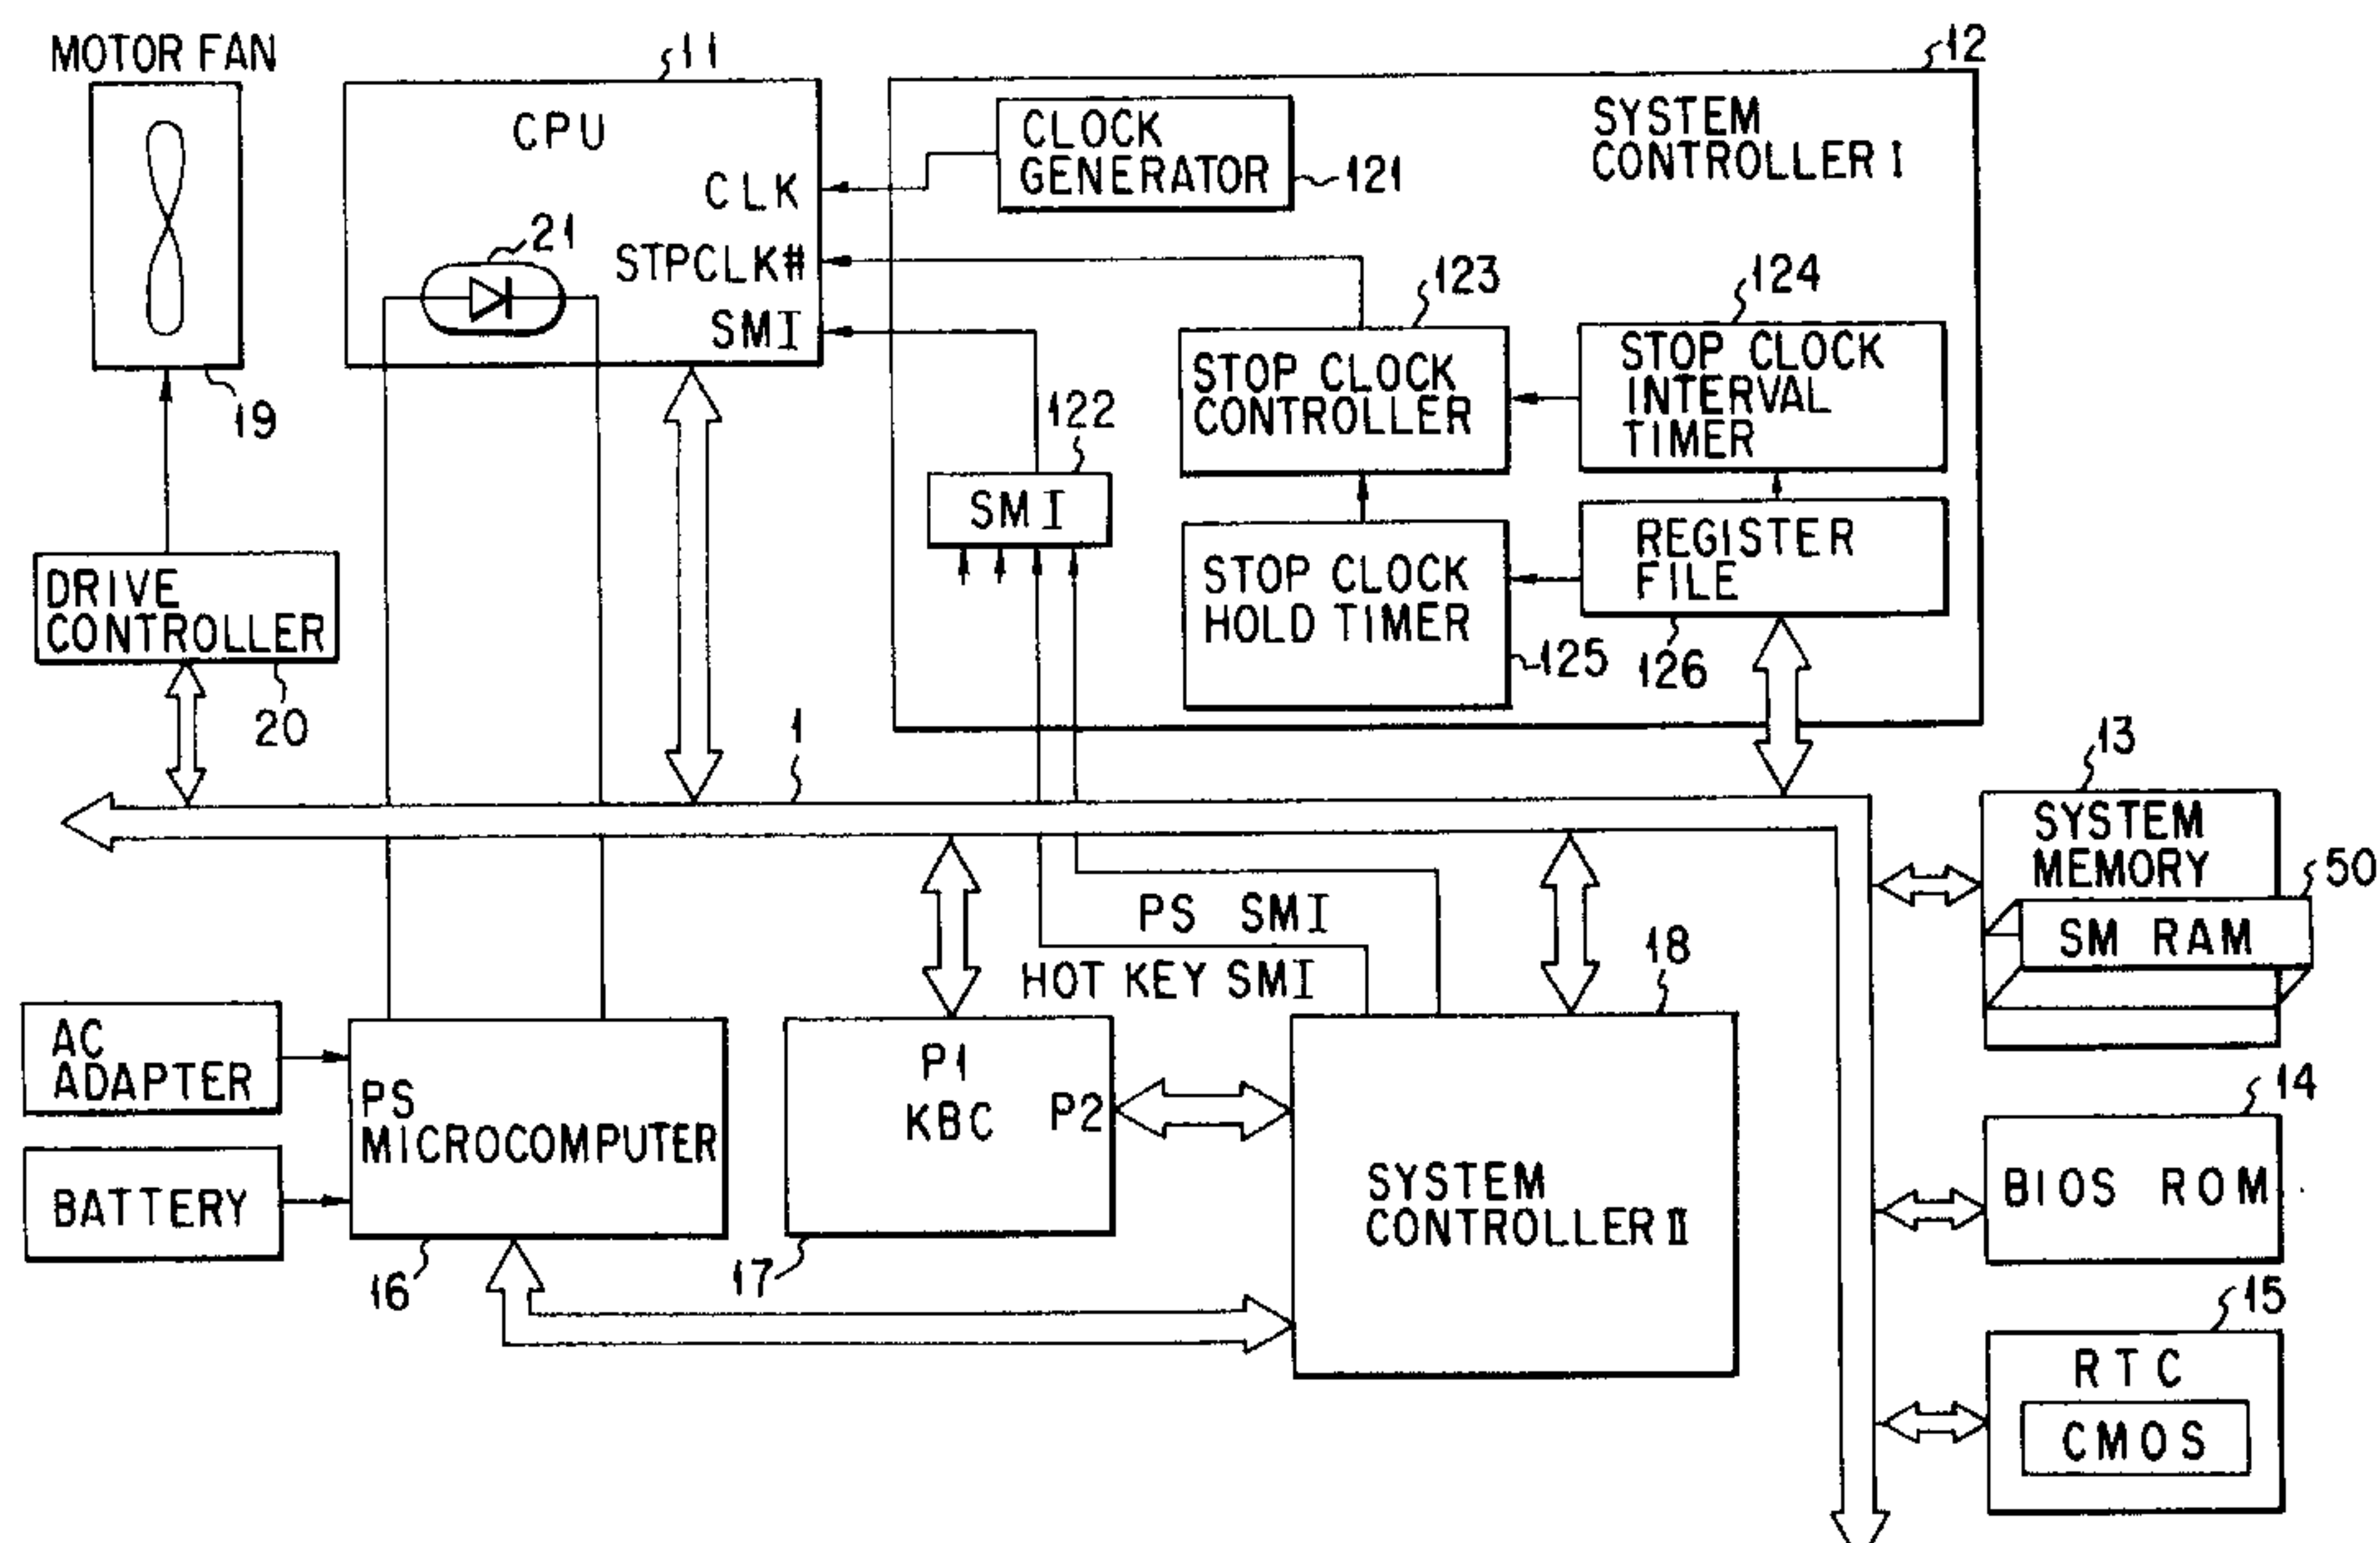 MOTOR FAN
19
11
CPU
CLK
STPCLK#
SMI
21
12
SYSTEM
CONTROLLER I
CLOCK
GENERATOR
121
123
STOP CLOCK
CONTROLLER
124
STOP CLOCK
INTERVAL
TIMER
122
SMI
STOP CLOCK
HOLD TIMER
125
REGISTER
FILE
126
DRIVE
CONTROLLER
20
1
13
SYSTEM
MEMORY
50
SM RAM
PS SMI
HOT KEY SMI
18
AC
ADAPTER
BATTERY
PS
MICROCOMPUTER
16
P1
KBC
P2
17
SYSTEM
CONTROLLER II
14
BIOS ROM
15
RTC
CMOS